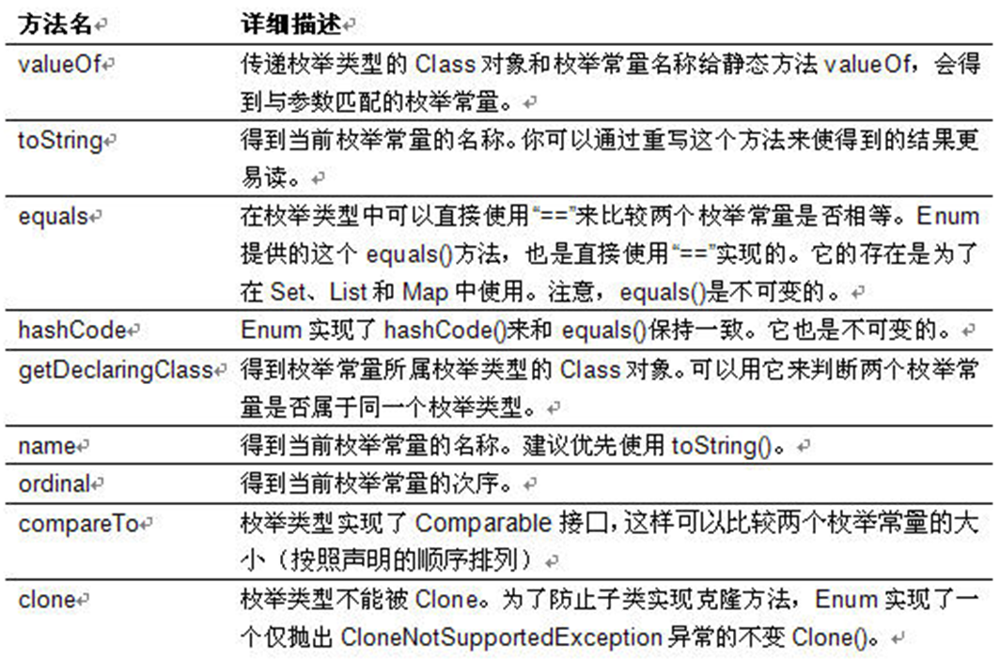 方法名 详细描述
valueOf 传递枚举类型的 Class 对象和枚举常量名称给静态方法 valueOf，会得
到与参数匹配的枚举常量。
toString 得到当前枚举常量的名称。你可以通过重写这个方法来使得到的结果更
易读。
equals 在枚举类型中可以直接使用“==”来比较两个枚举常量是否相等。Enum
提供的这个 equals()方法，也是直接使用“==”实现的。它的存在是为了
在 Set、List 和 Map 中使用。注意，equals()是不可变的。
hashCode Enum 实现了 hashCode()来和 equals()保持一致。它也是不可变的。
getDeclaringClass 得到枚举常量所属枚举类型的 Class 对象。可以用它来判断两个枚举常
量是否属于同一个枚举类型。
name 得到当前枚举常量的名称。建议优先使用 toString()。
ordinal 得到当前枚举常量的次序。
compareTo 枚举类型实现了 Comparable 接口，这样可以比较两个枚举常量的大
小（按照声明的顺序排列）
clone 枚举类型不能被 Clone。为了防止子类实现克隆方法，Enum 实现了一
个仅抛出 CloneNotSupportedException 异常的不变 Clone()。